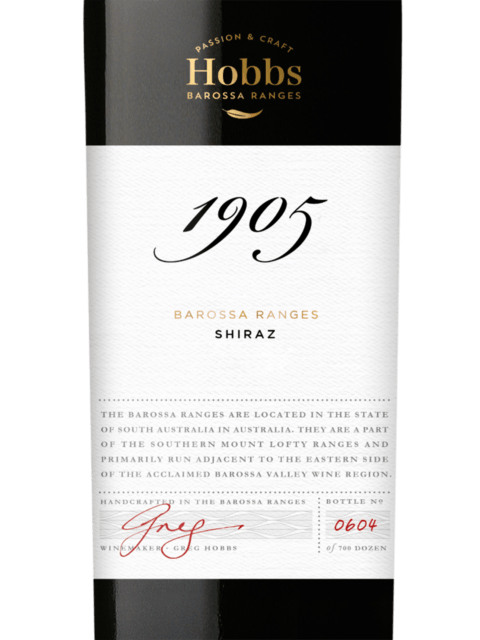 PASSION & CRAFT
Hobbs
BAROSSA RANGES
1905
BAROSSA RANGES
SHIRAZ
THE BAROSSA RANGES ARE LOCATED IN THE STATE
OF SOUTH AUSTRALIA IN AUSTRALIA. THEY ARE A PART
OF THE SOUTHERN MOUNT LOFTY RANGES AND
PRIMARILY RUN ADJACENT TO THE EASTERN SIDE
OF THE ACCLAIMED BAROSSA VALLEY WINE REGION.
HANDCRAFTED IN THE BAROSSA RANGES
Greg
WINEMAKER - GREG HOBBS
BOTTLE Nº
0604
of 700 DOZEN